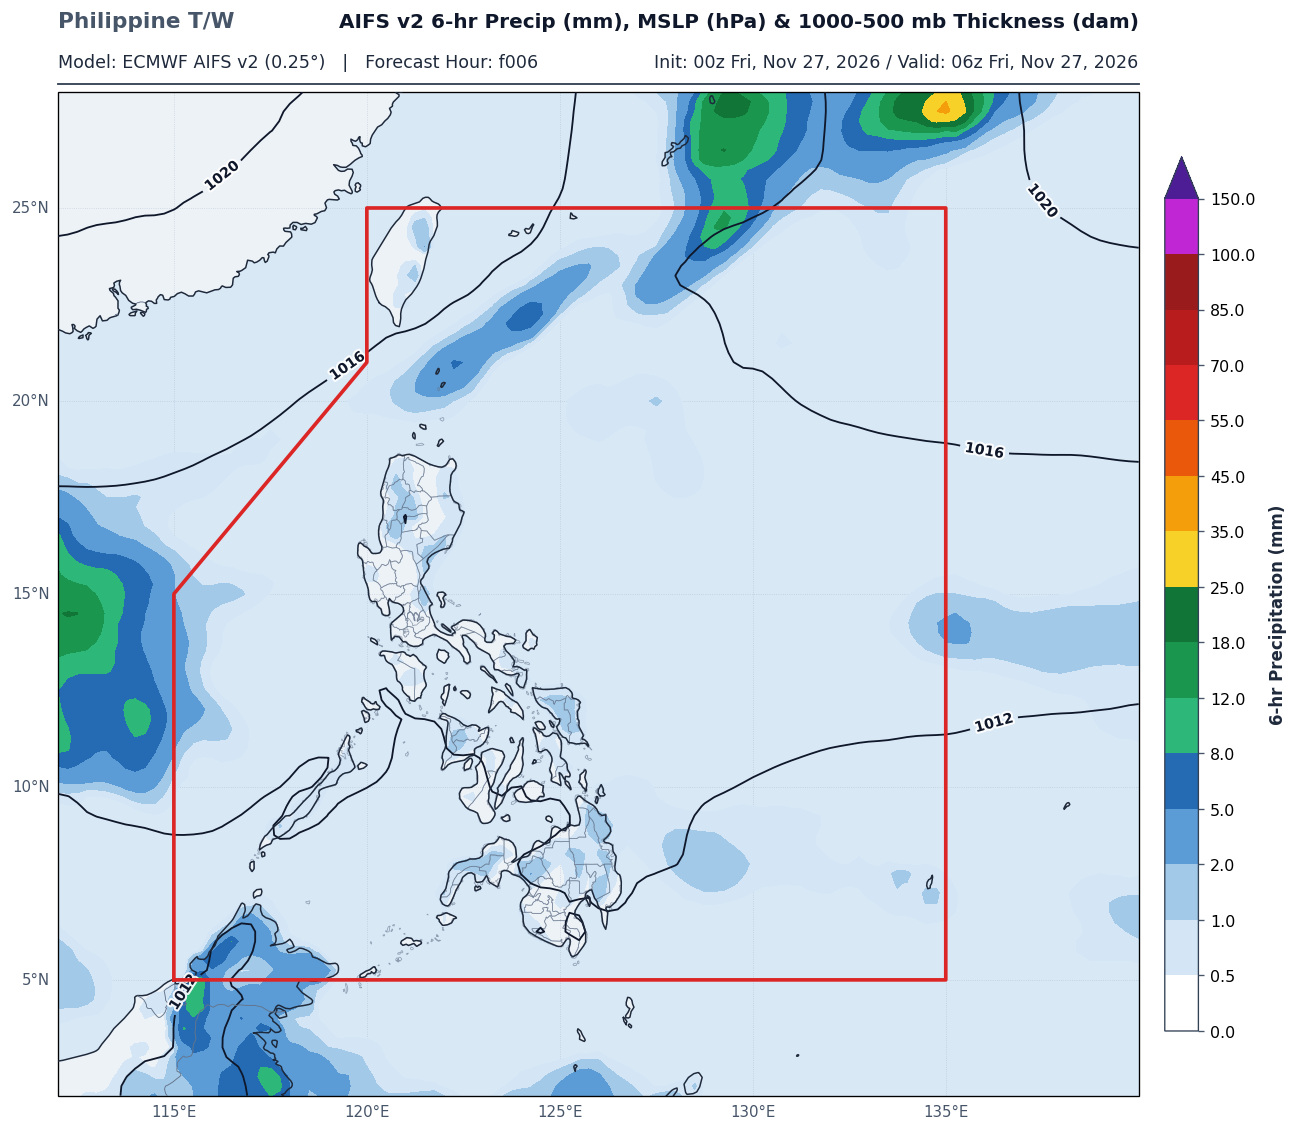 Philippine T/W
AIFS v2 6-hr Precip (mm), MSLP (hPa) & 1000-500 mb Thickness (dam)
Model: ECMWF AIFS v2 (0.25°)   |   Forecast Hour: f006
Init: 00z Fri, Nov 27, 2026 / Valid: 06z Fri, Nov 27, 2026
1020
1020
1016
1016
1012
1012
25°N
20°N
15°N
10°N
5°N
115°E
120°E
125°E
130°E
135°E
150.0
100.0
85.0
70.0
55.0
45.0
35.0
25.0
18.0
12.0
8.0
5.0
2.0
1.0
0.5
0.0
6-hr Precipitation (mm)